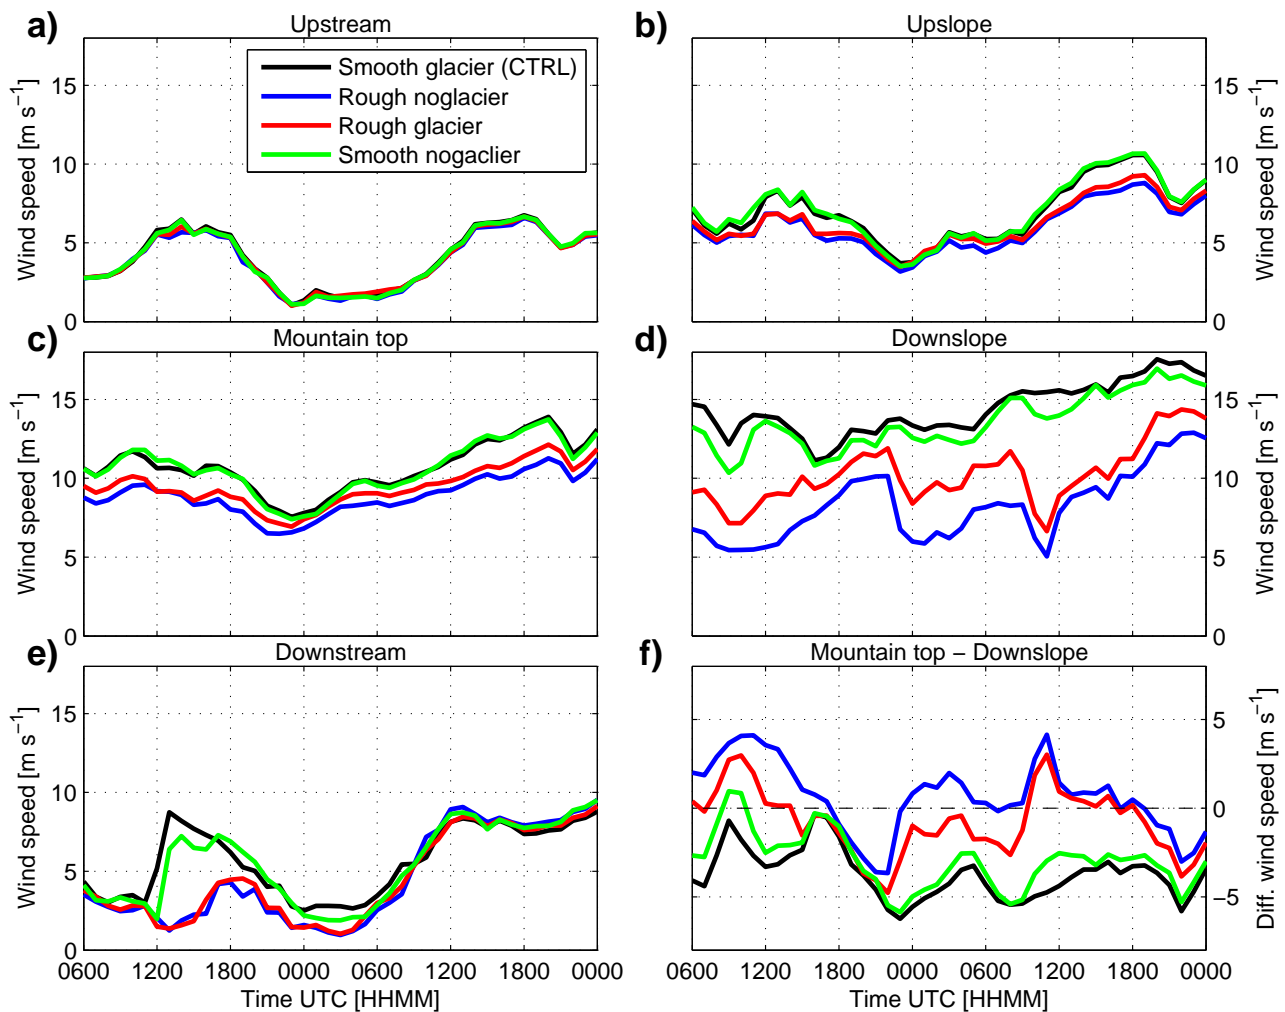 a)
Upstream
Smooth glacier (CTRL)
Rough noglacier
Rough glacier
Smooth nogaclier
Wind speed [m s⁻¹]
15
10
5
0
b)
Upslope
15
10
5
0
Wind speed [m s⁻¹]
c)
Mountain top
Wind speed [m s⁻¹]
15
10
5
0
d)
Downslope
15
10
5
0
Wind speed [m s⁻¹]
e)
Downstream
Wind speed [m s⁻¹]
15
10
5
0
0600 1200 1800 0000 0600 1200 1800 0000
Time UTC [HHMM]
f)
Mountain top − Downslope
5
0
−5
Diff. wind speed [m s⁻¹]
0600 1200 1800 0000 0600 1200 1800 0000
Time UTC [HHMM]